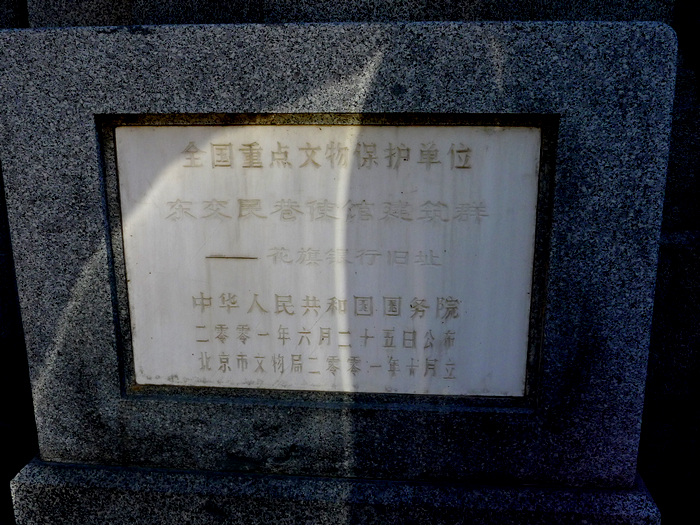 全国重点文物保护单位
东交民巷使馆建筑群
——花旗银行旧址
中华人民共和国国务院
二零零一年六月二十五日公布
北京市文物局二零零一年十月立